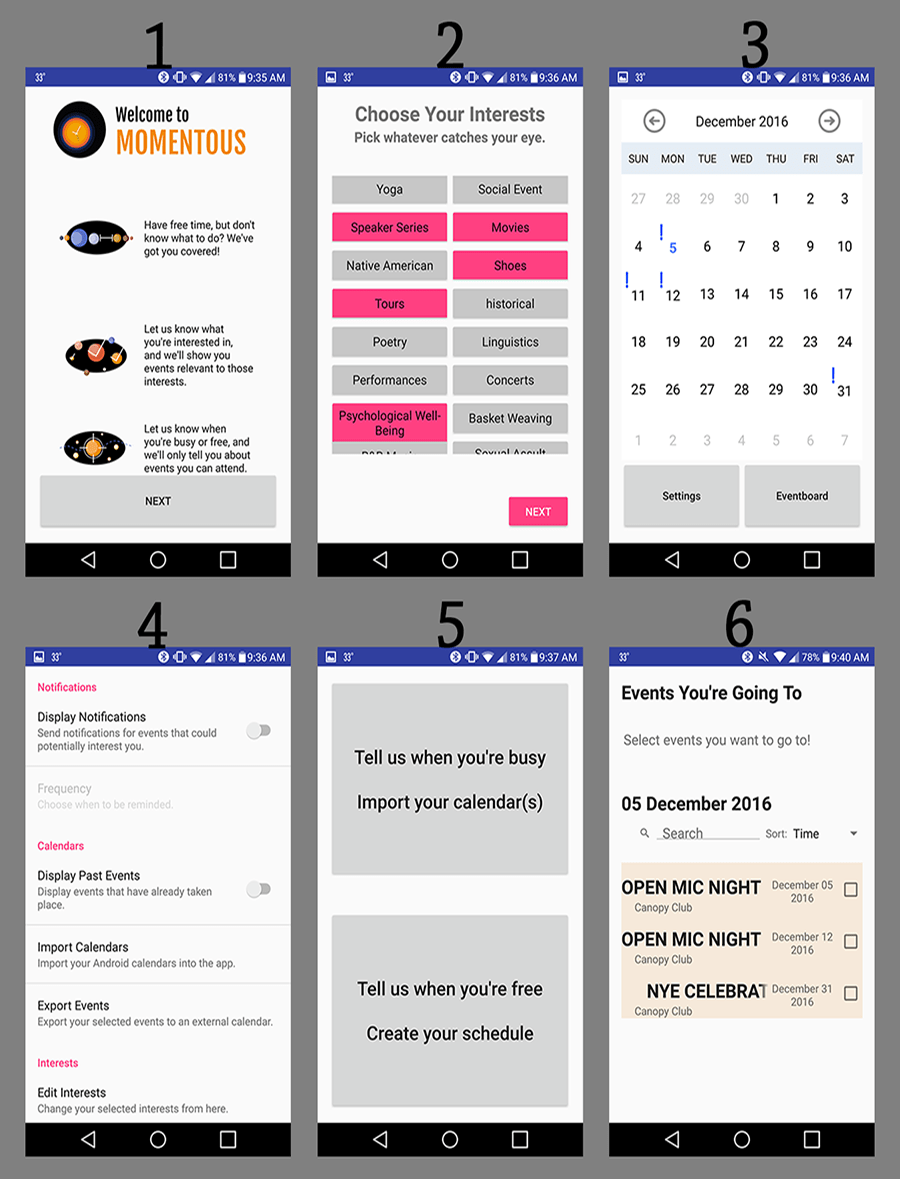 1
33°
81% 9:35 AM
Welcome to
MOMENTOUS
Have free time, but don't
know what to do? We've
got you covered!
Let us know what
you're interested in,
and we'll show you
events relevant to those
interests.
Let us know when
you're busy or free, and
we'll only tell you about
events you can attend.
NEXT
2
33°
81% 9:36 AM
Choose Your Interests
Pick whatever catches your eye.
Yoga Social Event
Speaker Series Movies
Native American Shoes
Tours historical
Poetry Linguistics
Performances Concerts
Psychological Well-
Being
Basket Weaving
Sexual Assult
NEXT
3
33°
81% 9:36 AM
December 2016
SUN MON TUE WED THU FRI SAT
27 28 29 30 1 2 3
! 
4 5 6 7 8 9 10
! !
11 12 13 14 15 16 17
18 19 20 21 22 23 24
!
25 26 27 28 29 30 31
1 2 3 4 5 6 7
Settings Eventboard
4
33°
81% 9:36 AM
Notifications
Display Notifications
Send notifications for events that could
potentially interest you.
Frequency
Choose when to be reminded.
Calendars
Display Past Events
Display events that have already taken
place.
Import Calendars
Import your Android calendars into the app.
Export Events
Export your selected events to an external calendar.
Interests
Edit Interests
Change your selected interests from here.
5
33°
81% 9:37 AM
Tell us when you're busy
Import your calendar(s)
Tell us when you're free
Create your schedule
6
33°
78% 9:40 AM
Events You're Going To
Select events you want to go to!
05 December 2016
Search Sort: Time
OPEN MIC NIGHT December 05
2016
Canopy Club
OPEN MIC NIGHT December 12
2016
Canopy Club
NYE CELEBRAT December 31
2016
Canopy Club